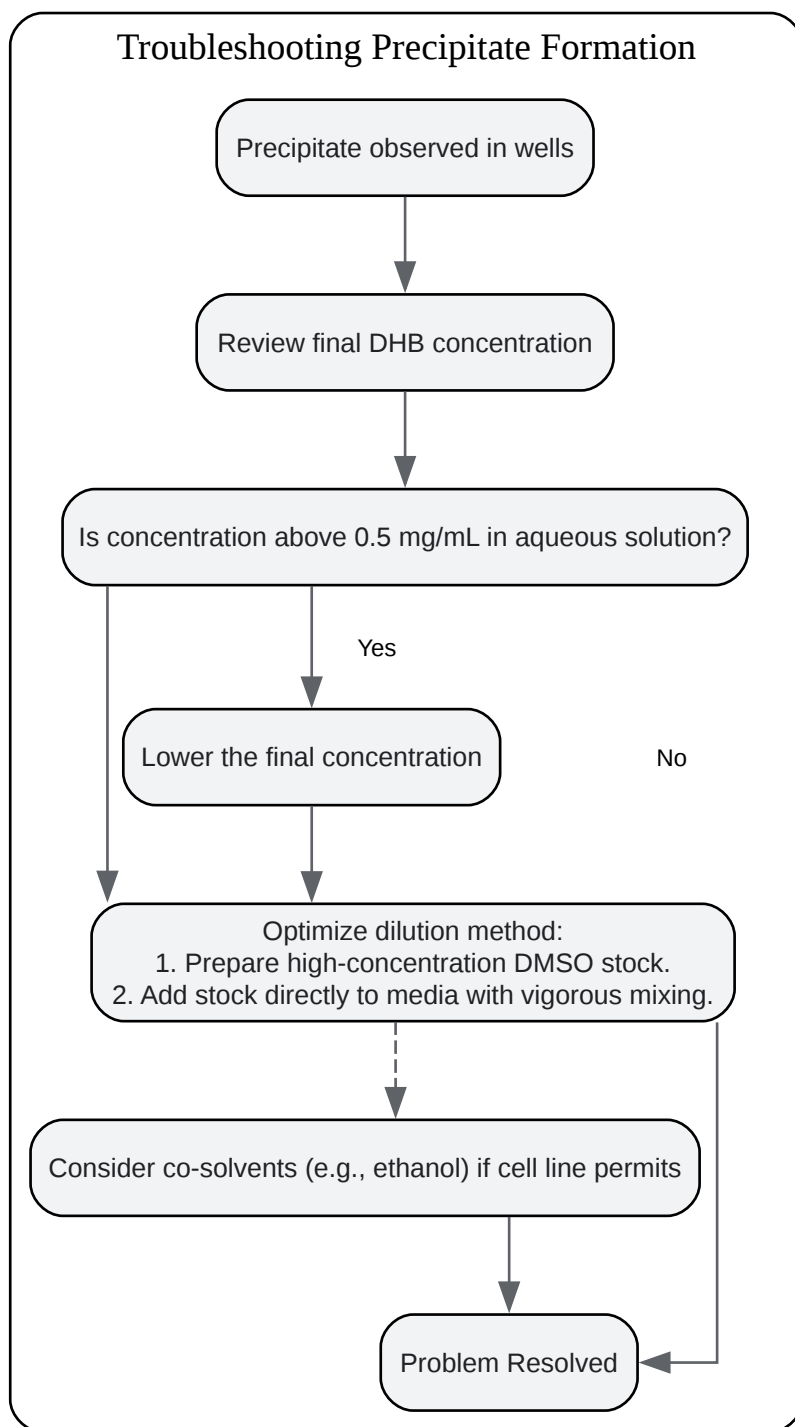 Troubleshooting Precipitate Formation
Precipitate observed in wells
Review final DHB concentration
Is concentration above 0.5 mg/mL in aqueous solution?
Yes
Lower the final concentration
No
Optimize dilution method:
1. Prepare high-concentration DMSO stock.
2. Add stock directly to media with vigorous mixing.
Consider co-solvents (e.g., ethanol) if cell line permits
Problem Resolved